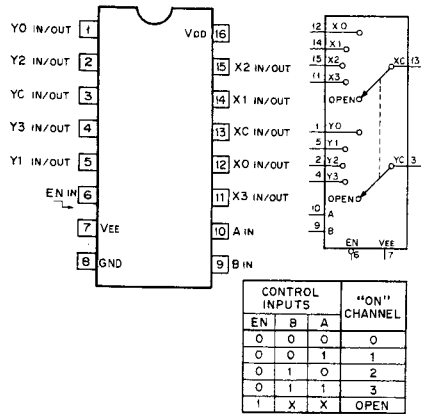 Y0 IN/OUT 1
Y2 IN/OUT 2
YC IN/OUT 3
Y3 IN/OUT 4
Y1 IN/OUT 5
EN IN 6
7 VEE
8 GND
VDD 16
15 X2 IN/OUT
14 X1 IN/OUT
13 XC IN/OUT
12 X0 IN/OUT
11 X3 IN/OUT
10 A IN
9 B IN
12 X0
14 X1
15 X2
11 X3
OPEN
XC 13
1 Y0
5 Y1
2 Y2
4 Y3
OPEN
YC 3
10 A
9 B
EN VEE
6 7
CONTROL INPUTS "ON" CHANNEL
EN B A
0 0 0 0
0 0 1 1
0 1 0 2
0 1 1 3
1 X X OPEN